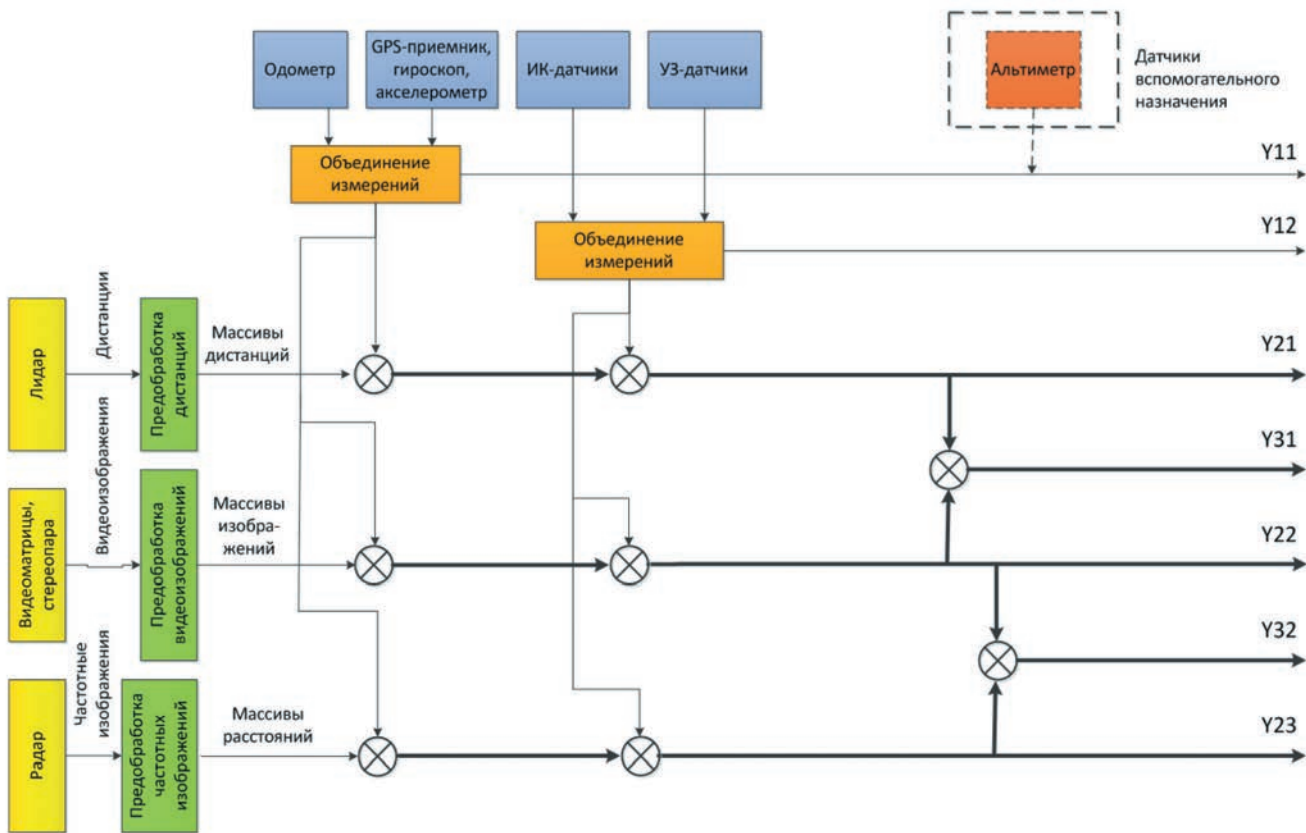 Одометр
GPS-приемник,
гироскоп,
акселерометр
ИК-датчики
УЗ-датчики
Альтиметр
Датчики
вспомогательного
назначения
Объединение
измерений
Y11
Объединение
измерений
Y12
Лидар
Дистанции
Предобработка
дистанций
Массивы
дистанций
Y21
Видеоизображения
Y31
Видеоматрицы,
стереопара
Предобработка
видеоизображений
Массивы
изобра-
жений
Y22
Y32
Радар
Частотные
изображения
Предобработка
частотных
изображений
Массивы
расстояний
Y23